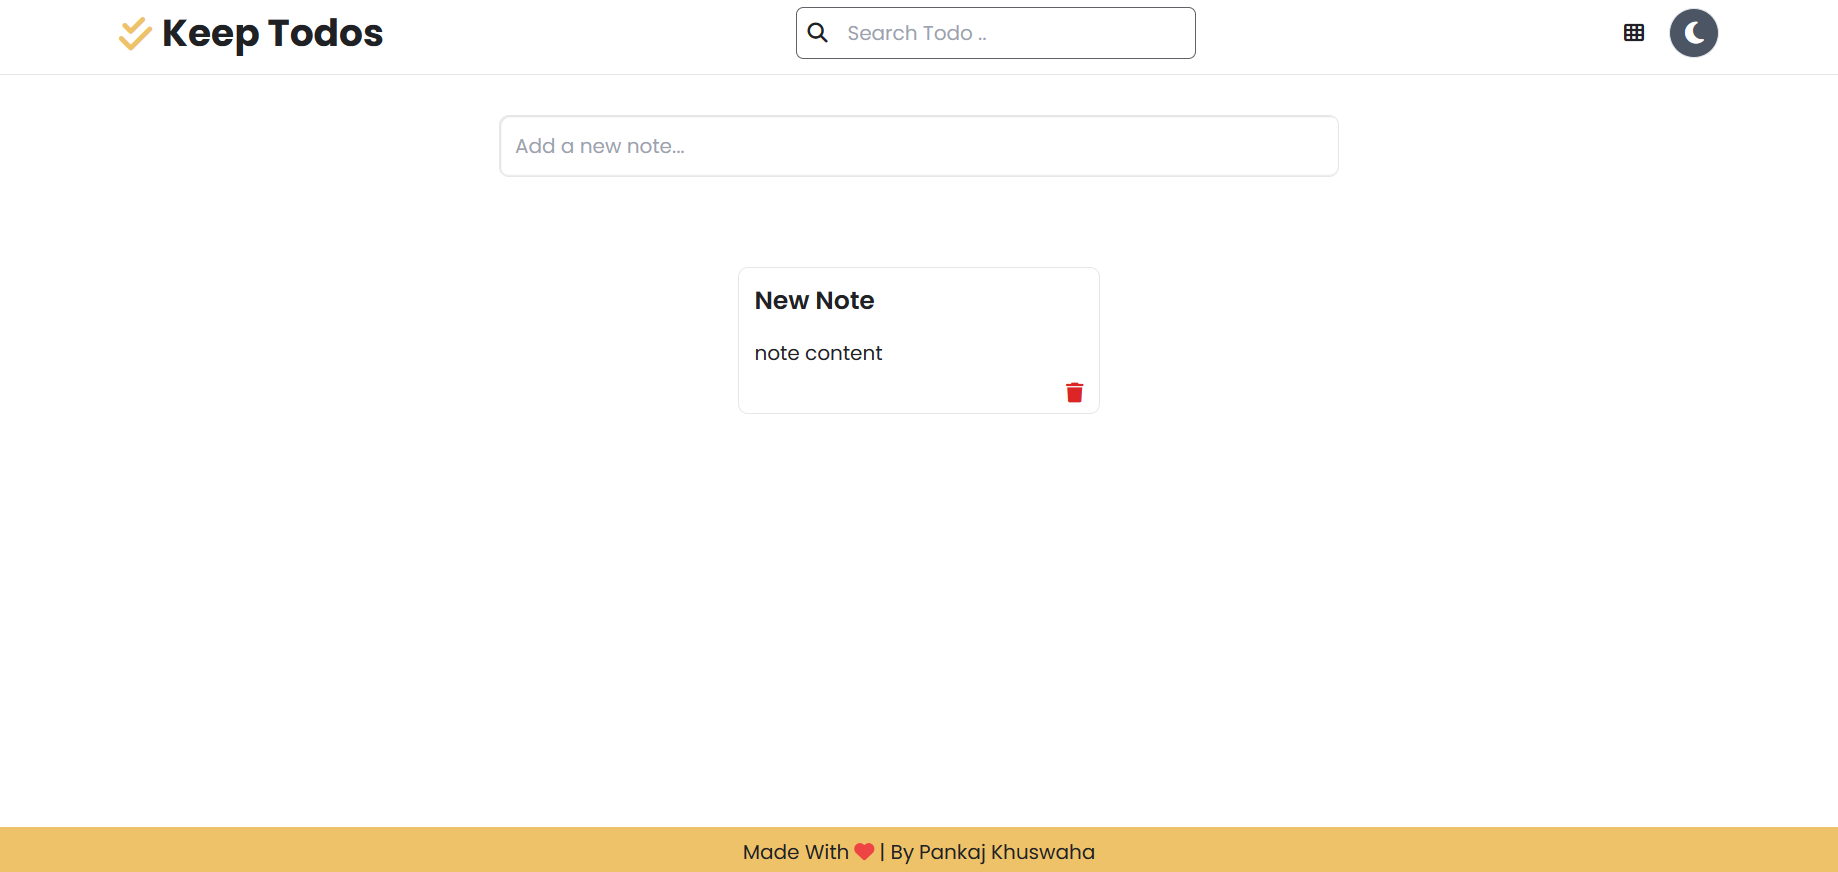 Keep Todos
Search Todo ..
Add a new note...
New Note
note content
Made With ❤ | By Pankaj Khuswaha